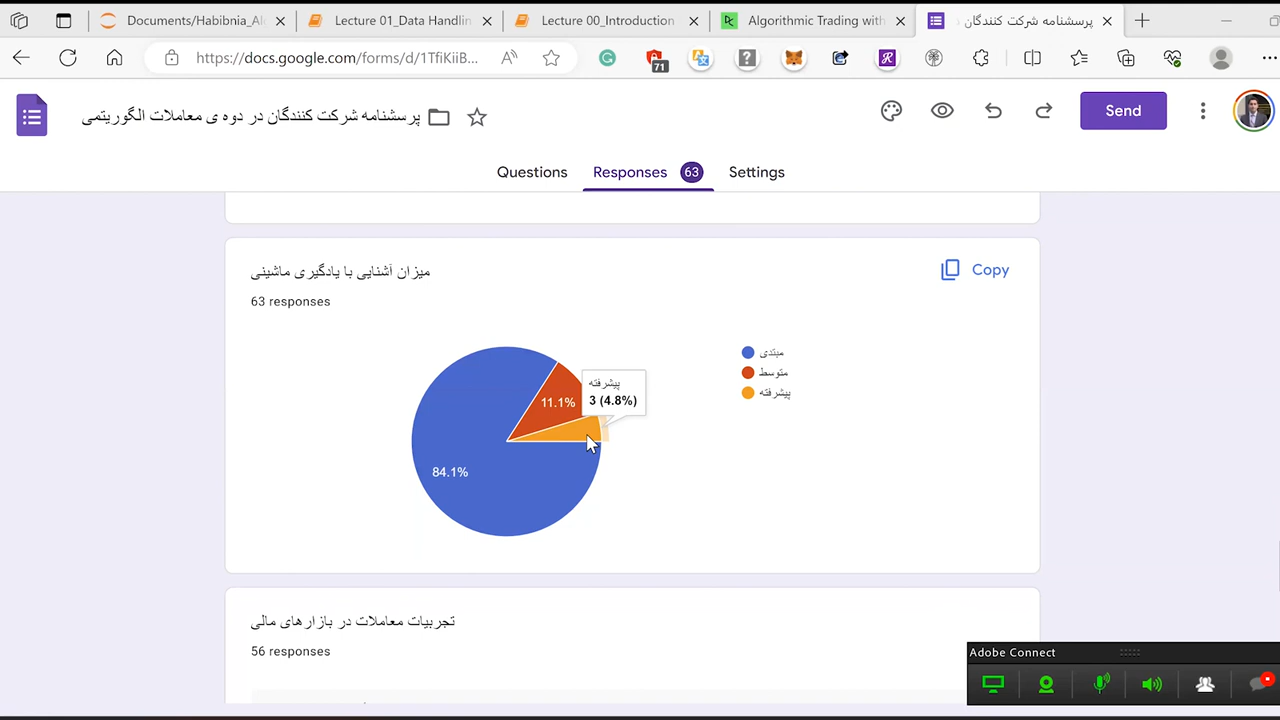 Documents/Habibnia_Al
Lecture 01_Data Handlin
Lecture 00_Introduction
Algorithmic Trading with
پرسشنامه شرکت کنندگان
https://docs.google.com/forms/d/1TfiKiiB...
71
پرسشنامه شرکت کنندگان در دوه ی معاملات الگوریتمی
Send
Questions
Responses 63
Settings
میزان آشنایی با یادگیری ماشینی
Copy
63 responses
مبتدی
متوسط
پیشرفته
پیشرفته
3 (4.8%)
11.1%
84.1%
تجربیات معاملات در بازارهای مالی
56 responses
Adobe Connect